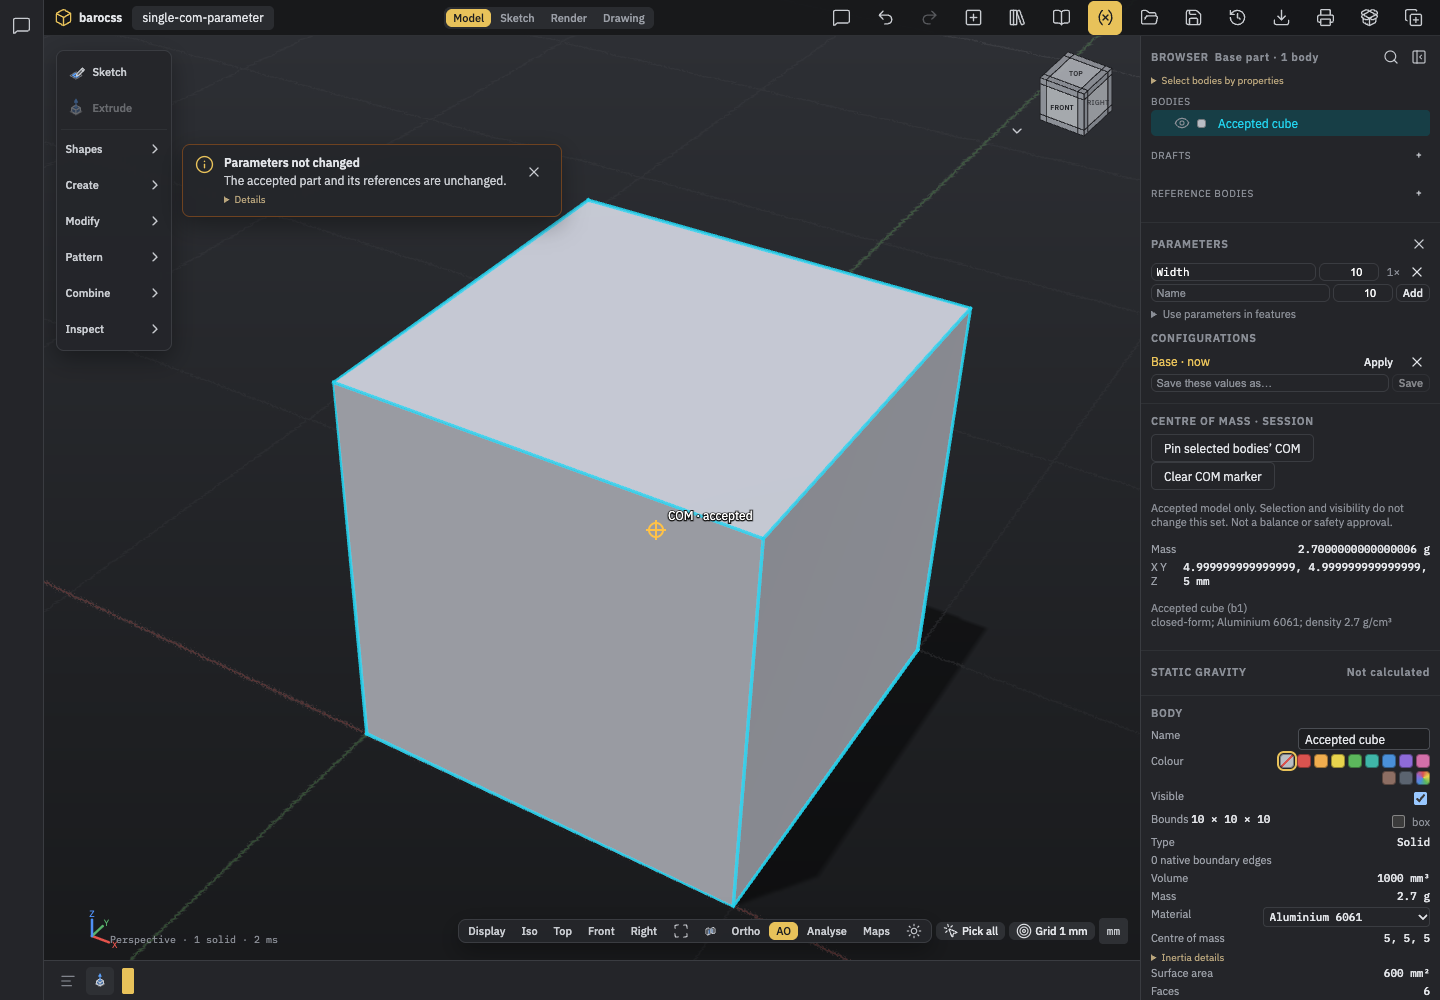 barocss
single-com-parameter
Model
Sketch
Render
Drawing
Sketch
Extrude
Shapes
Create
Modify
Pattern
Combine
Inspect
Parameters not changed
The accepted part and its references are unchanged.
Details
TOP
FRONT
RIGHT
COM · accepted
Z
Y
X
Perspective · 1 solid · 2 ms
Display
Iso
Top
Front
Right
Ortho
AO
Analyse
Maps
Pick all
Grid 1 mm
mm
BROWSER Base part · 1 body
Select bodies by properties
BODIES
Accepted cube
DRAFTS
REFERENCE BODIES
PARAMETERS
Width 10 1×
Name 10 Add
Use parameters in features
CONFIGURATIONS
Base · now Apply
Save these values as… Save
CENTRE OF MASS · SESSION
Pin selected bodies’ COM
Clear COM marker
Accepted model only. Selection and visibility do not
change this set. Not a balance or safety approval.
Mass 2.7000000000000006 g
X Y 4.999999999999999, 4.999999999999999,
Z 5 mm
Accepted cube (b1)
closed-form; Aluminium 6061; density 2.7 g/cm³
STATIC GRAVITY Not calculated
BODY
Name Accepted cube
Colour
Visible
Bounds 10 × 10 × 10 box
Type Solid
0 native boundary edges
Volume 1000 mm³
Mass 2.7 g
Material Aluminium 6061
Centre of mass 5, 5, 5
Inertia details
Surface area 600 mm²
Faces 6